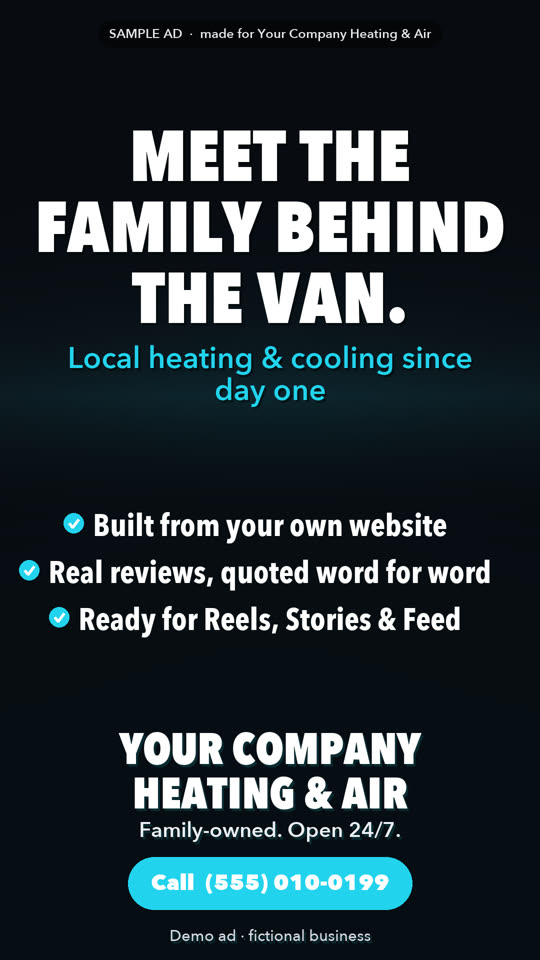 SAMPLE AD · made for Your Company Heating & Air
MEET THE
FAMILY BEHIND
THE VAN.
Local heating & cooling since
day one
Built from your own website
Real reviews, quoted word for word
Ready for Reels, Stories & Feed
YOUR COMPANY
HEATING & AIR
Family-owned. Open 24/7.
Call (555) 010-0199
Demo ad · fictional business